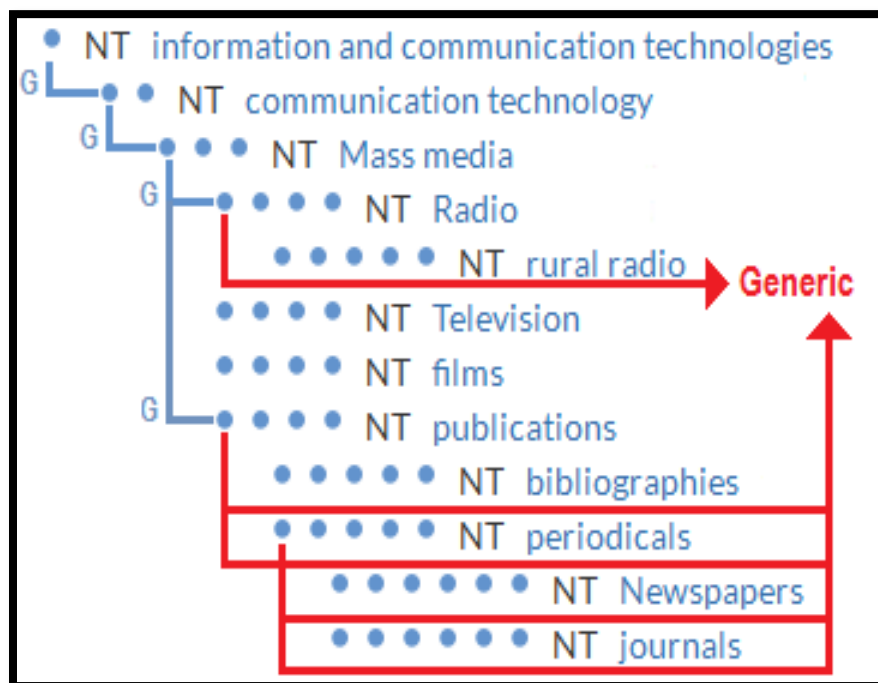 NT information and communication technologies
G
NT communication technology
G
NT Mass media
G
NT Radio
NT rural radio
Generic
NT Television
NT films
G
NT publications
NT bibliographies
NT periodicals
NT Newspapers
NT journals